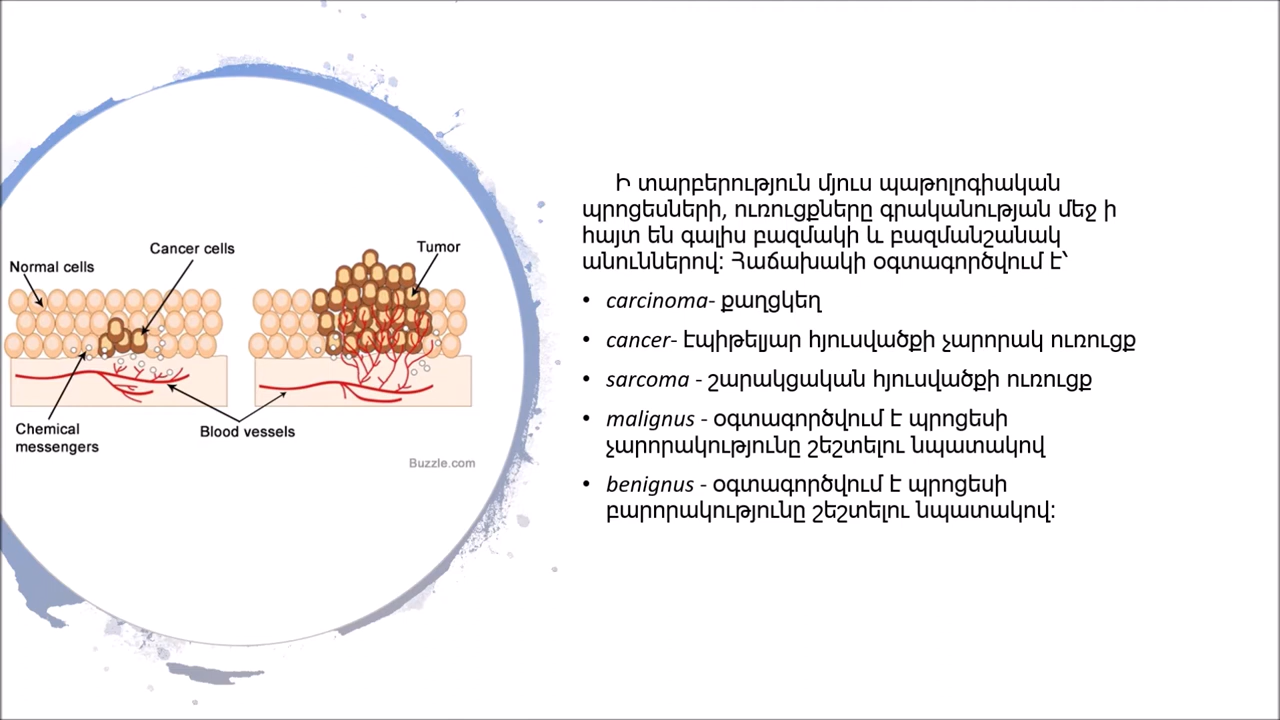 Normal cells
Cancer cells
Tumor
Chemical
messengers
Blood vessels
Buzzle.com
Ի տարբերություն մյուս պաթոլոգիական
պրոցեսների, ուռուցքները գրականության մեջ ի
հայտ են գալիս բազմակի և բազմանշանակ
անուններով: Հաճախակի օգտագործվում է՝
• carcinoma- քաղցկեղ
• cancer- էպիթելյար հյուսվածքի չարորակ ուռուցք
• sarcoma - շարակցական հյուսվածքի ուռուցք
• malignus - օգտագործվում է պրոցեսի
չարորակությունը շեշտելու նպատակով
• benignus - օգտագործվում է պրոցեսի
բարորակությունը շեշտելու նպատակով: